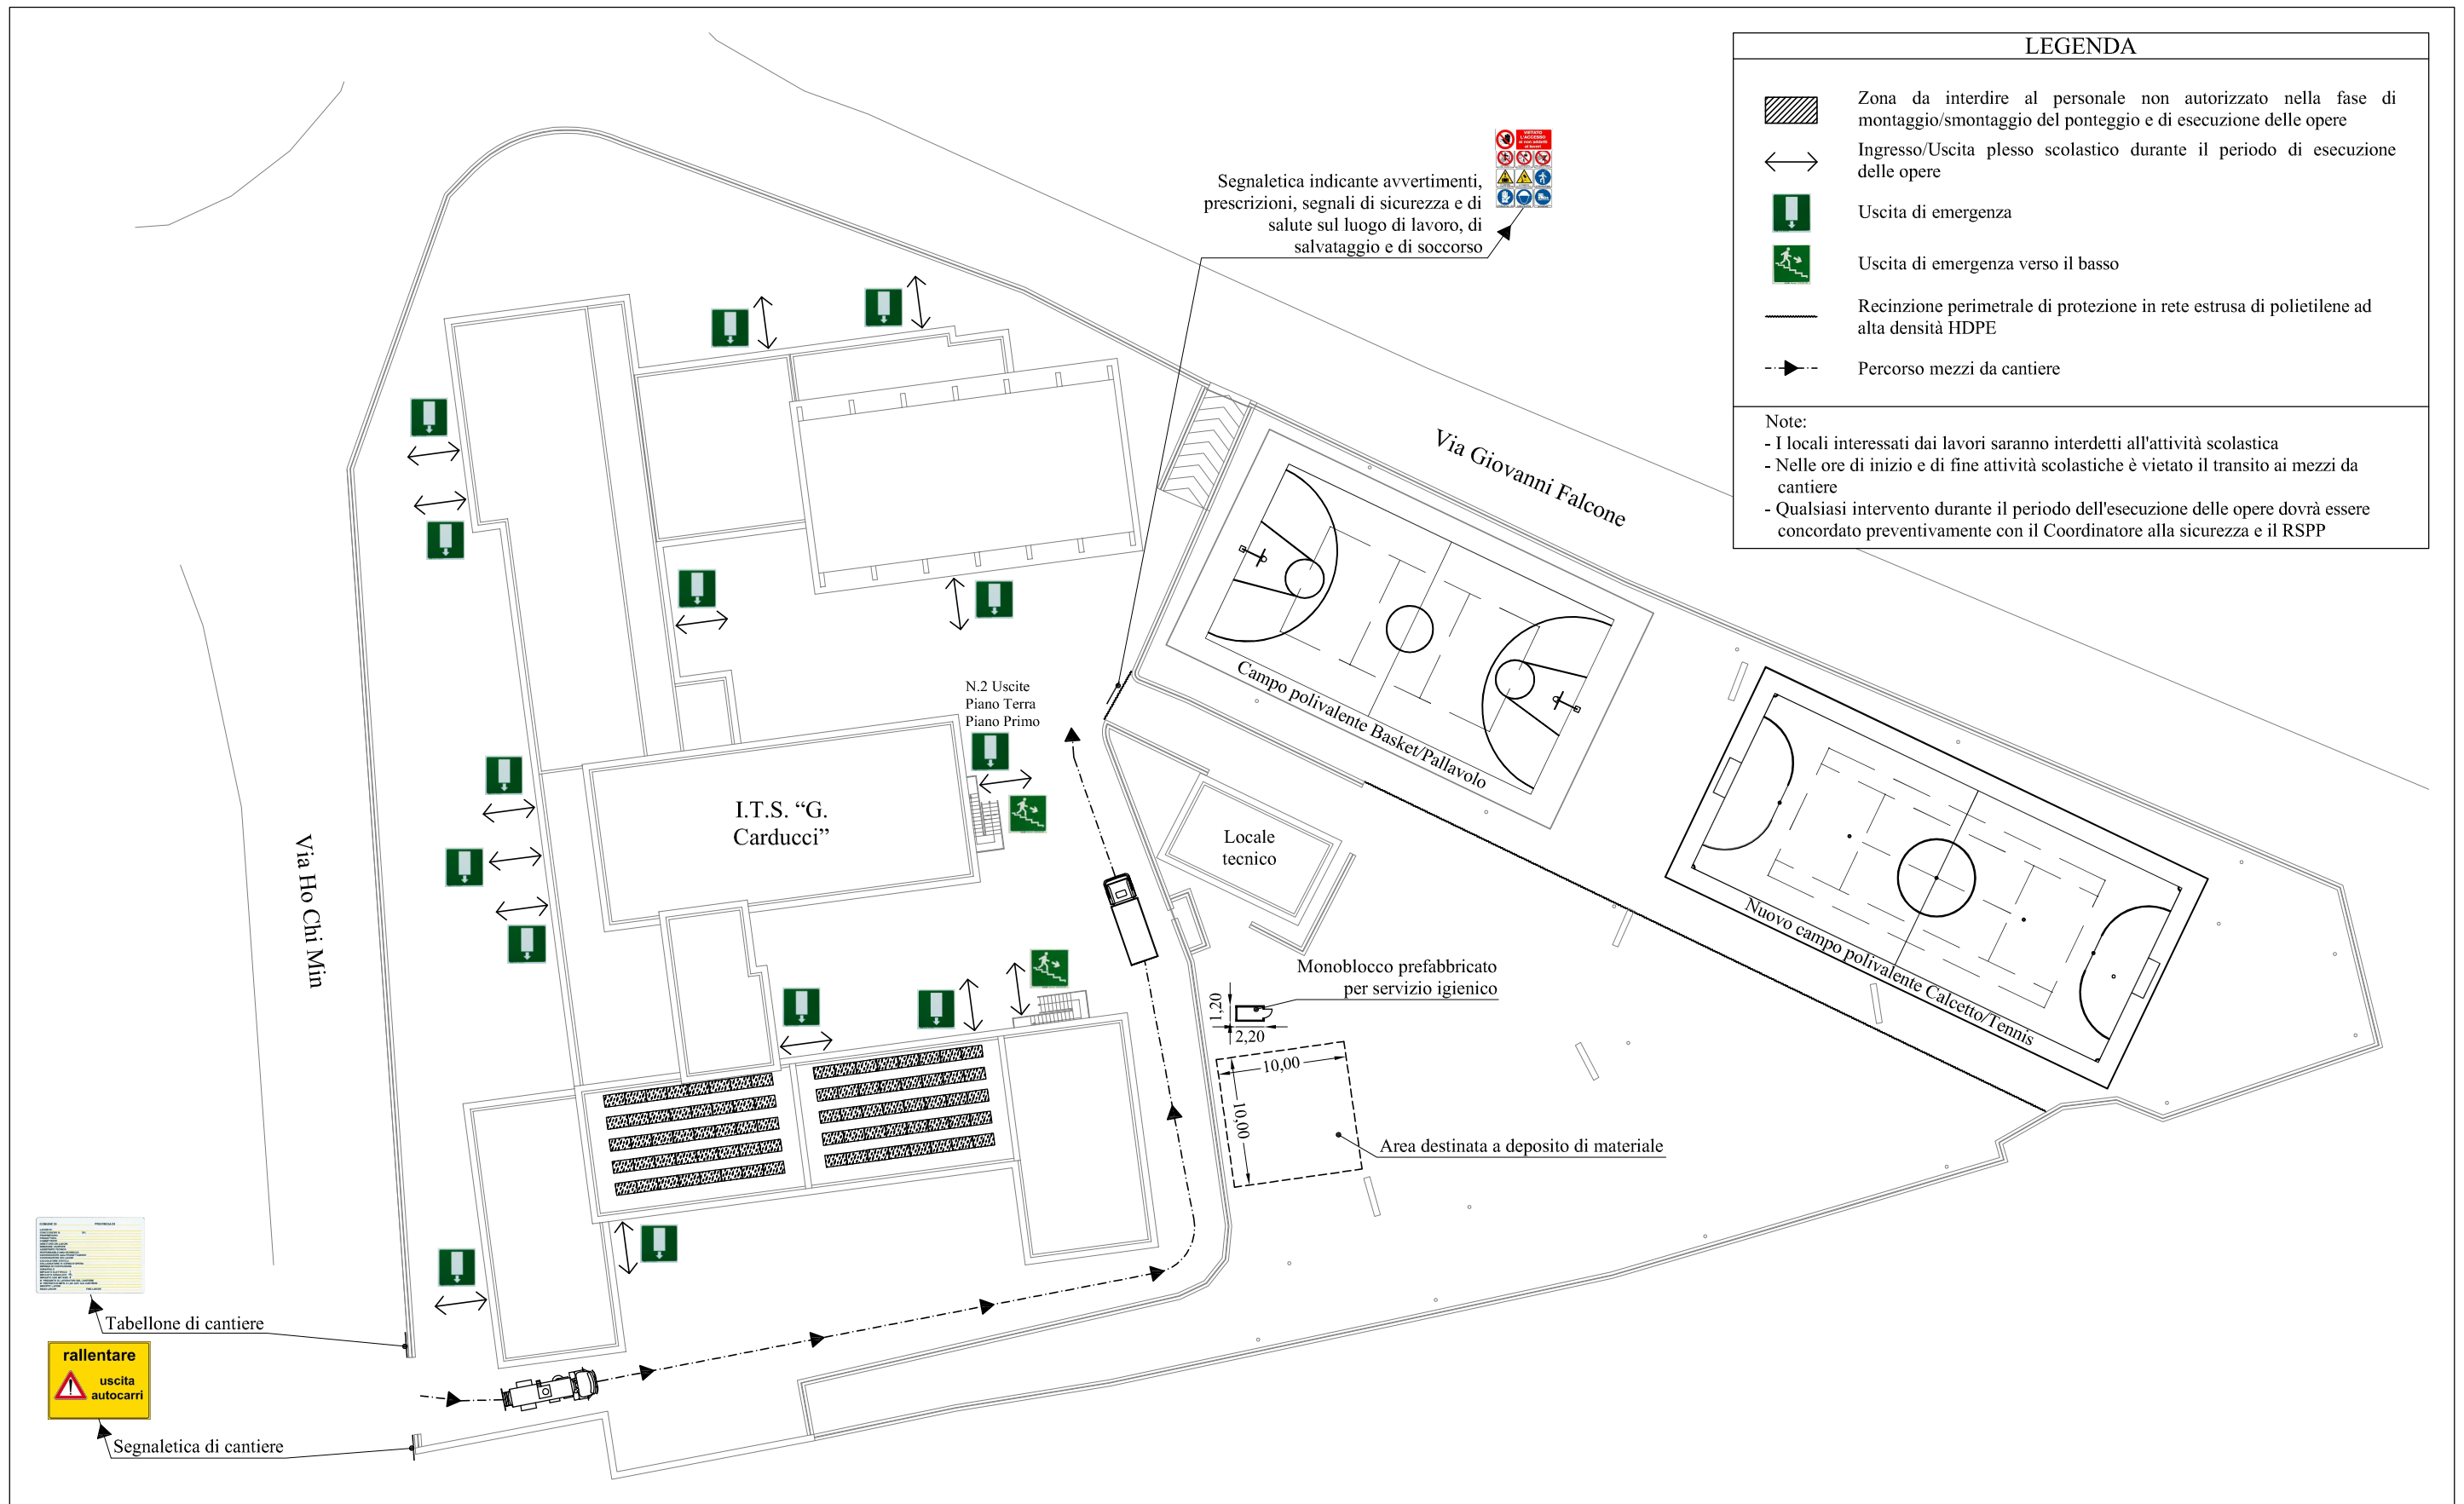 LEGENDA
Zona da interdire al personale non autorizzato nella fase di
montaggio/smontaggio del ponteggio e di esecuzione delle opere
Ingresso/Uscita plesso scolastico durante il periodo di esecuzione
delle opere
Uscita di emergenza
Uscita di emergenza verso il basso
Recinzione perimetrale di protezione in rete estrusa di polietilene ad
alta densità HDPE
Percorso mezzi da cantiere
Note:
- I locali interessati dai lavori saranno interdetti all'attività scolastica
- Nelle ore di inizio e di fine attività scolastiche è vietato il transito ai mezzi da
cantiere
- Qualsiasi intervento durante il periodo dell'esecuzione delle opere dovrà essere
concordato preventivamente con il Coordinatore alla sicurezza e il RSPP
VIETATO
L'ACCESSO
ai non addetti
ai lavori
Segnaletica indicante avvertimenti,
prescrizioni, segnali di sicurezza e di
salute sul luogo di lavoro, di
salvataggio e di soccorso
Via Giovanni Falcone
Campo polivalente Basket/Pallavolo
Nuovo campo polivalente Calcetto/Tennis
N.2 Uscite
Piano Terra
Piano Primo
I.T.S. “G.
Carducci”
Locale
tecnico
Via Ho Chi Min
Monoblocco prefabbricato
per servizio igienico
1,20
2,20
10,00
10,00
Area destinata a deposito di materiale
Tabellone di cantiere
rallentare
uscita
autocarri
Segnaletica di cantiere